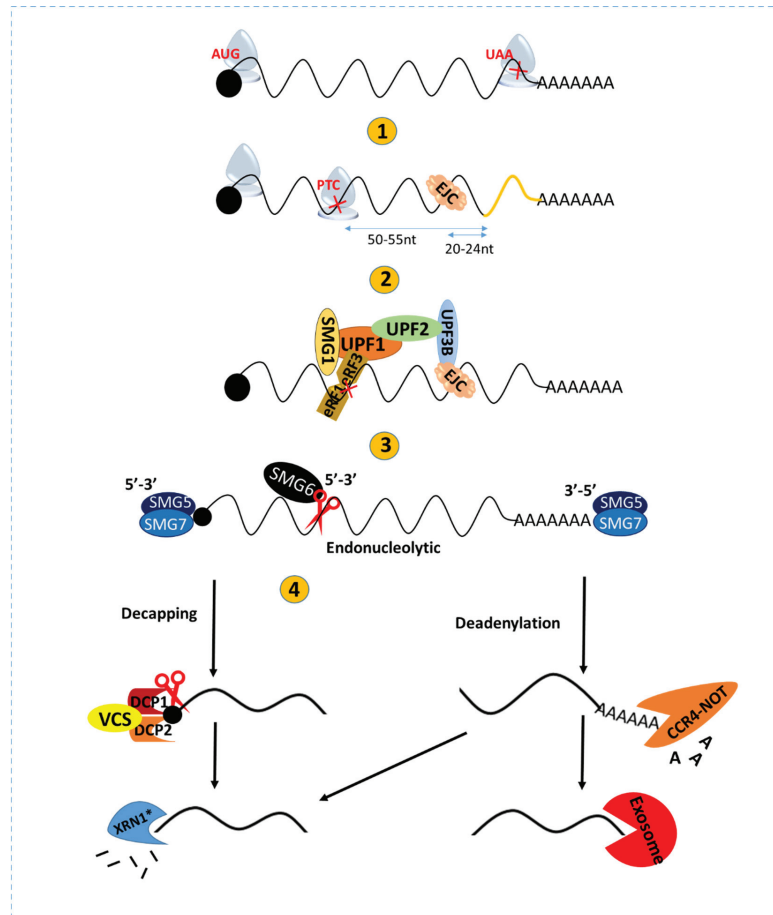 AUG
UAA
AAAAAAA
1
PTC
EJC
AAAAAAA
50-55nt
20-24nt
2
SMG1
UPF1
UPF2
UPF3B
eRF1
eRF3
EJC
AAAAAAA
3
5’-3’
SMG5
SMG7
SMG6
5’-3’
Endonucleolytic
AAAAAAA
3’-5’
SMG5
SMG7
4
Decapping
Deadenylation
VCS
DCP1
DCP2
AAAAAA
CCR4-NOT
A
A
A
XRN1*
Exosome